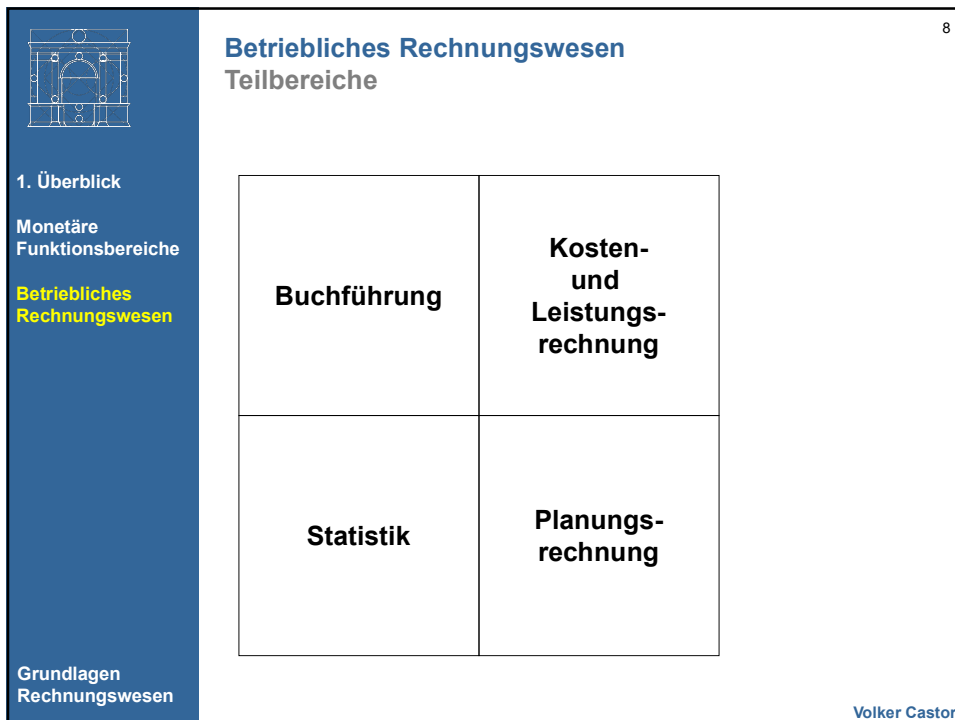 8
Betriebliches Rechnungswesen
Teilbereiche
1. Überblick
Monetäre
Funktionsbereiche
Betriebliches
Rechnungswesen
Buchführung
Kosten-
und
Leistungs-
rechnung
Statistik
Planungs-
rechnung
Grundlagen
Rechnungswesen
Volker Castor